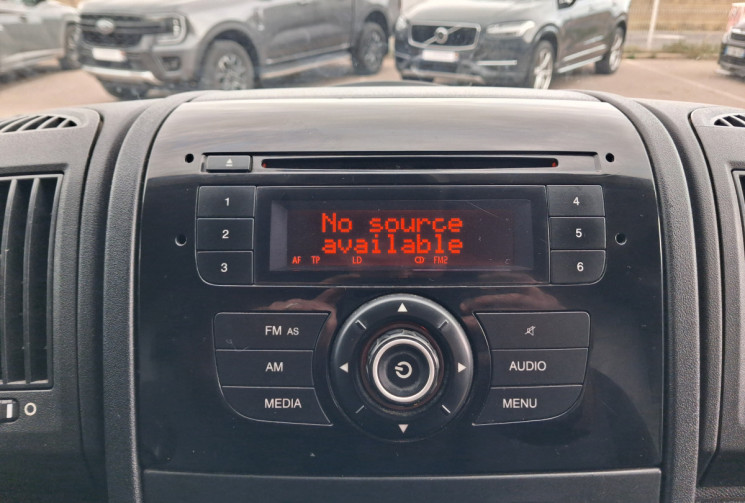 1
No source
available
AF TP LD CD FM2
4
2
5
3
6
FM AS
AM
AUDIO
MEDIA
MENU
VOLVO